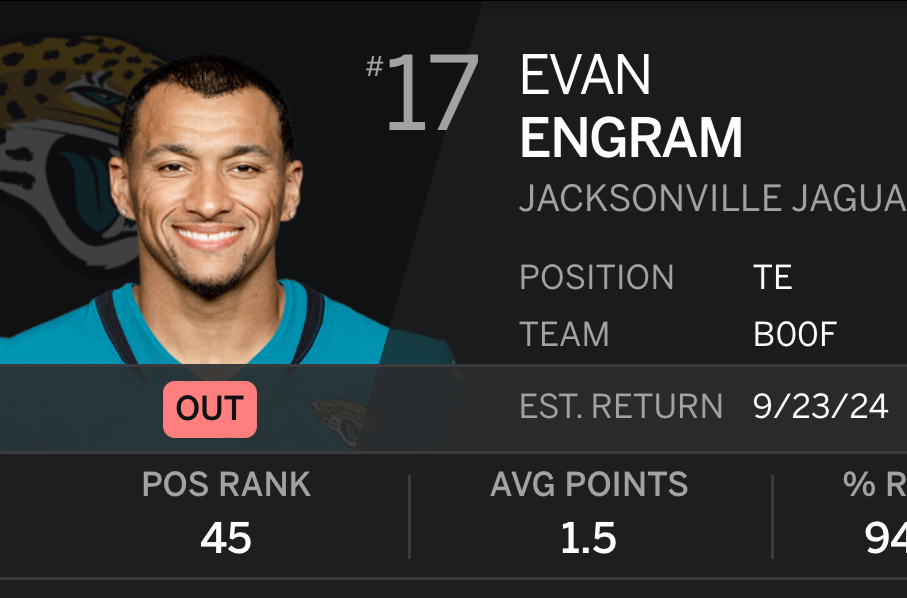 #17
EVAN
ENGRAM
JACKSONVILLE JAGUA
POSITION TE
TEAM B00F
OUT
EST. RETURN 9/23/24
POS RANK
45
AVG POINTS
1.5
% R
94